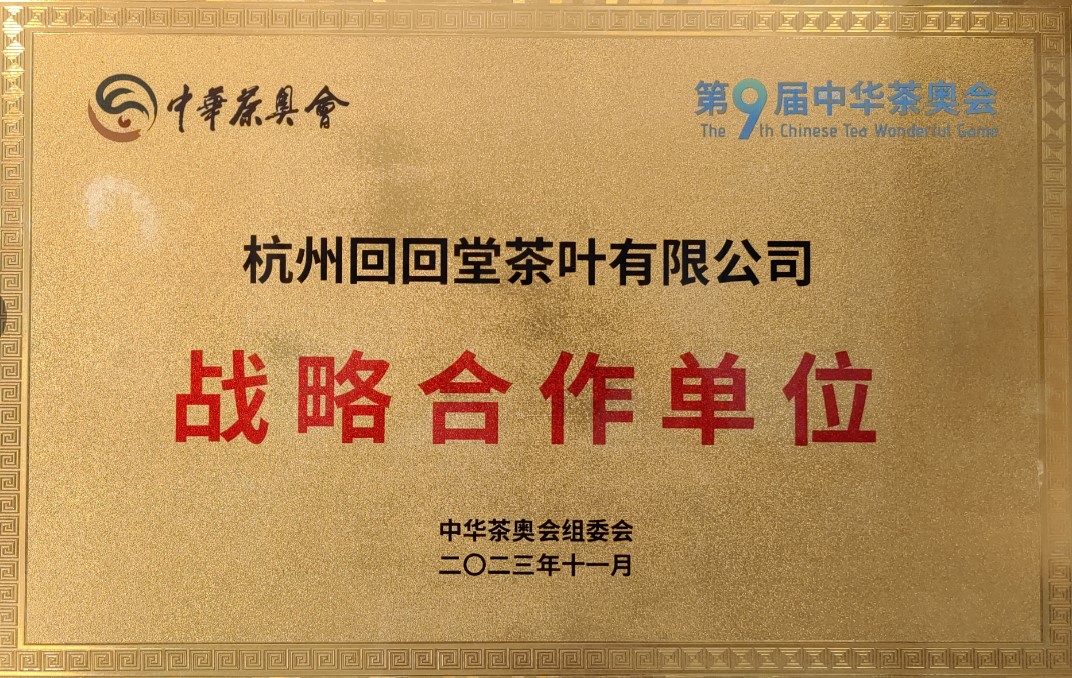 中華茶奥會
第9届中华茶奥会
The 9th Chinese Tea Wonderful Game
杭州回回堂茶叶有限公司
战略合作单位
中华茶奥会组委会
二〇二三年十一月